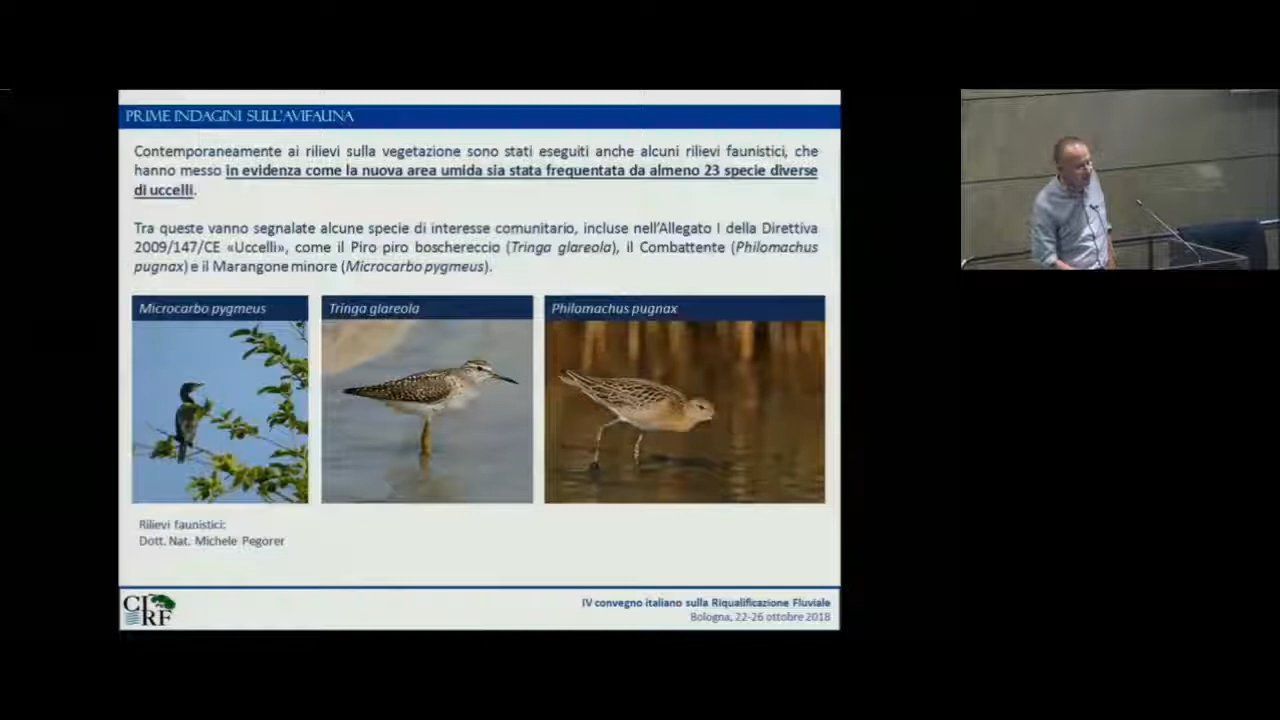 PRIME INDAGINI SULL'AVIFAUNA
Contemporaneamente ai rilievi sulla vegetazione sono stati eseguiti anche alcuni rilievi faunistici, che
hanno messo in evidenza come la nuova area umida sia stata frequentata da almeno 23 specie diverse
di uccelli.
Tra queste vanno segnalate alcune specie di interesse comunitario, incluse nell'Allegato I della Direttiva
2009/147/CE «Uccelli», come il Piro piro boschereccio (Tringa glareola), il Combattente (Philomachus
pugnax) e il Marangone minore (Microcarbo pygmeus).
Microcarbo pygmeus
Tringa glareola
Philomachus pugnax
Rilievi faunistici:
Dott. Nat. Michele Pegorer
CIRF
IV convegno italiano sulla Riqualificazione Fluviale
Bologna, 22-26 ottobre 2018